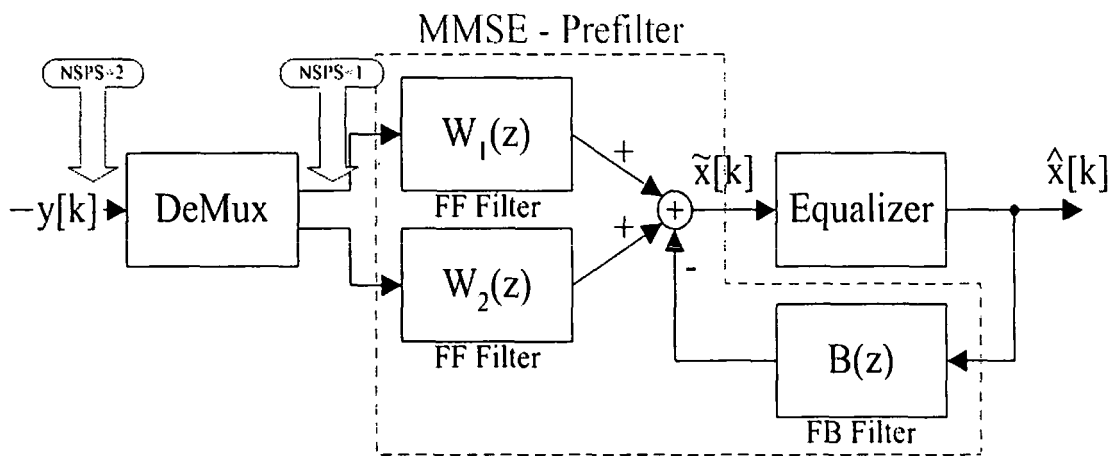 MMSE - Prefilter
NSPS=2
NSPS=1
W₁(z)
FF Filter
+
x̃[k]
x̂[k]
−y[k]
DeMux
+
Equalizer
+
-
W₂(z)
FF Filter
B(z)
FB Filter